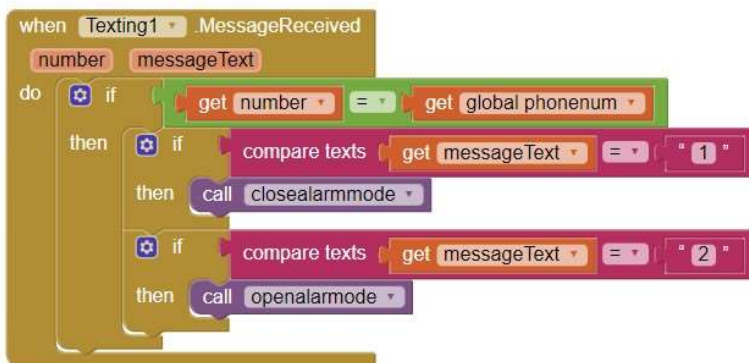 when Texting1 .MessageReceived
number messageText
do if get number = get global phonenum
then if compare texts get messageText = " 1 "
then call closealarmmode
if compare texts get messageText = " 2 "
then call openalarmode